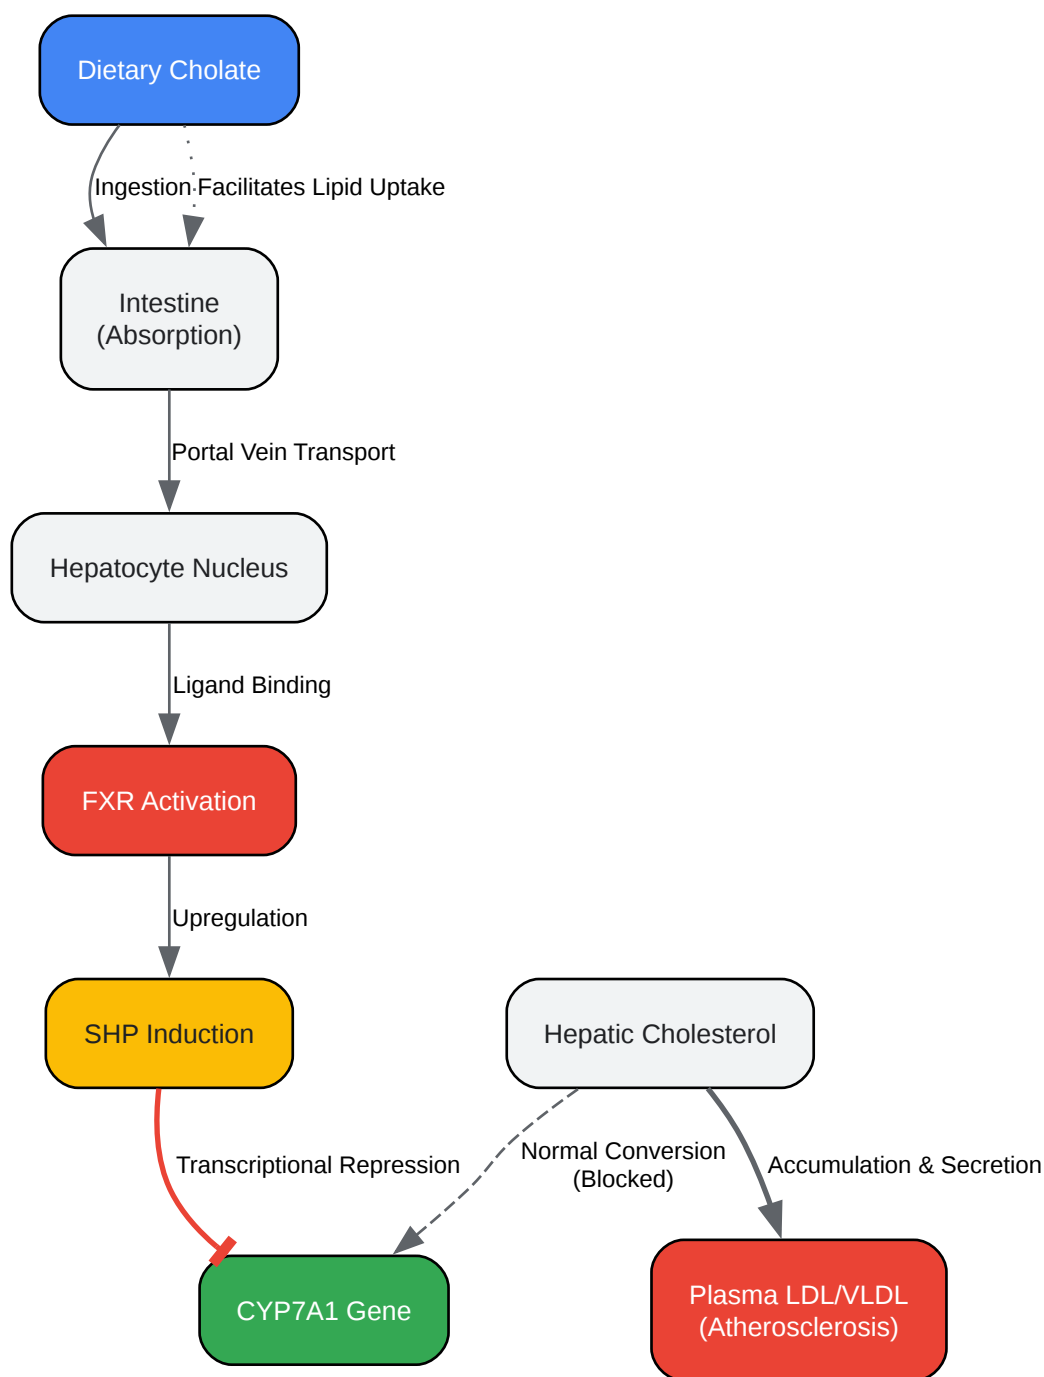 Dietary Cholate
Ingestion
Facilitates Lipid Uptake
Intestine
(Absorption)
Portal Vein Transport
Hepatocyte Nucleus
Ligand Binding
FXR Activation
Upregulation
SHP Induction
Hepatic Cholesterol
Transcriptional Repression
Normal Conversion
(Blocked)
Accumulation & Secretion
CYP7A1 Gene
Plasma LDL/VLDL
(Atherosclerosis)